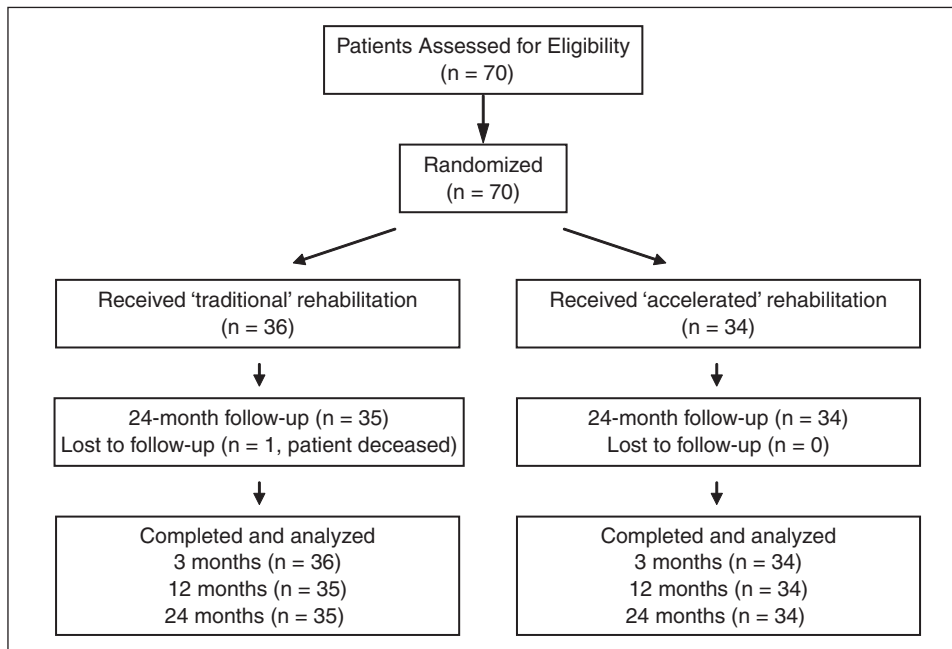 Patients Assessed for Eligibility
(n = 70)
Randomized
(n = 70)
Received ‘traditional’ rehabilitation
(n = 36)
Received ‘accelerated’ rehabilitation
(n = 34)
24-month follow-up (n = 35)
Lost to follow-up (n = 1, patient deceased)
24-month follow-up (n = 34)
Lost to follow-up (n = 0)
Completed and analyzed
3 months (n = 36)
12 months (n = 35)
24 months (n = 35)
Completed and analyzed
3 months (n = 34)
12 months (n = 34)
24 months (n = 34)